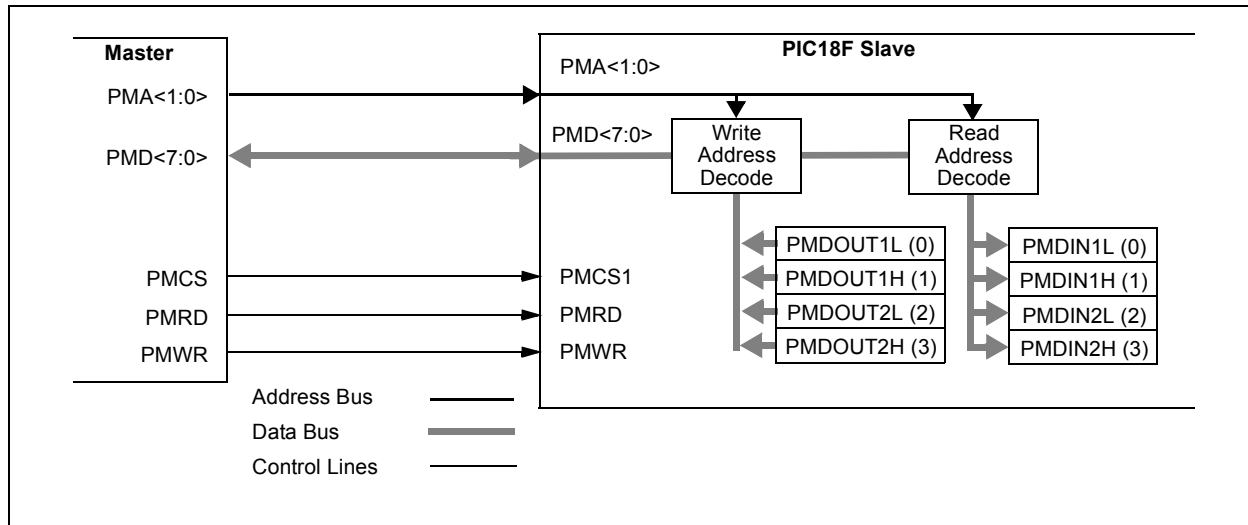 Master
PMA<1:0>
PMD<7:0>
PMCS
PMRD
PMWR
PIC18F Slave
PMA<1:0>
PMD<7:0>
PMCS1
PMRD
PMWR
Write
Address
Decode
Read
Address
Decode
PMDOUT1L (0)
PMDOUT1H (1)
PMDOUT2L (2)
PMDOUT2H (3)
PMDIN1L (0)
PMDIN1H (1)
PMDIN2L (2)
PMDIN2H (3)
Address Bus
Data Bus
Control Lines